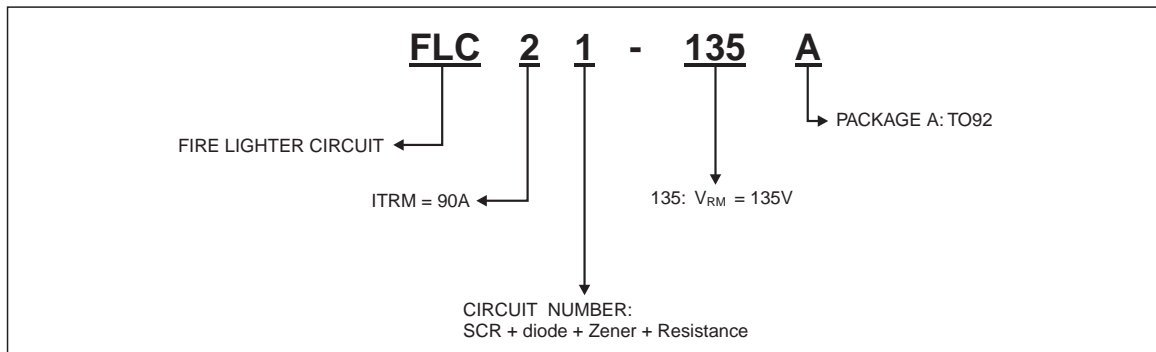 FLC 2 1 - 135 A
PACKAGE A: TO92
FIRE LIGHTER CIRCUIT
ITRM = 90A
135: VRM = 135V
CIRCUIT NUMBER:
SCR + diode + Zener + Resistance